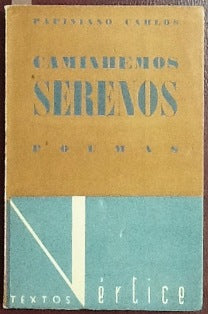 PAPINIANO CARLOS
CAMINHEMOS
SERENOS
POEMAS
TEXTOS Vértice